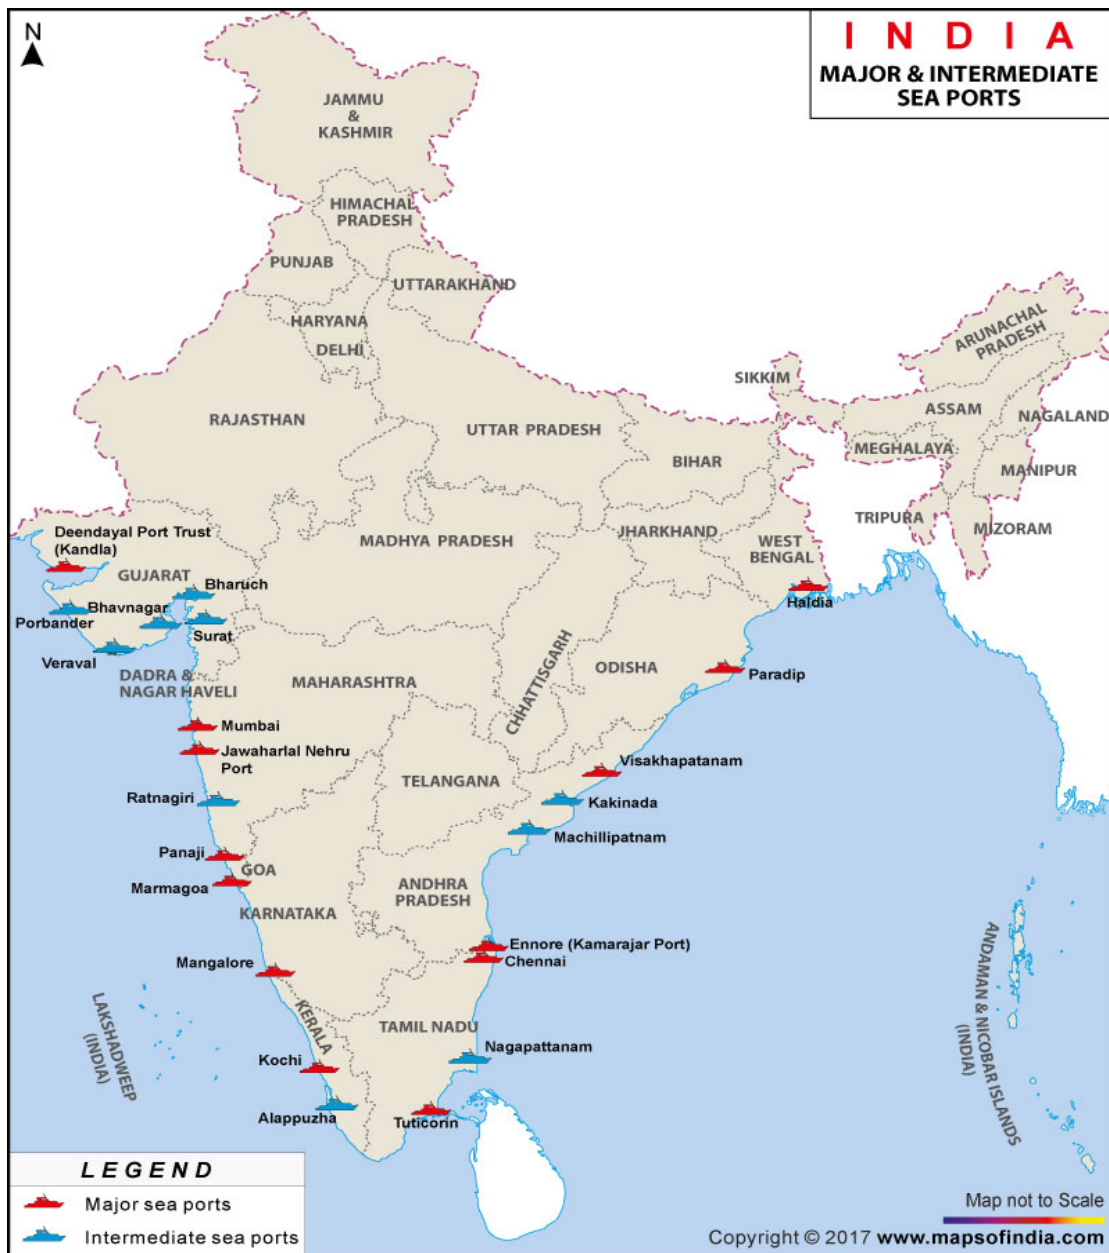 N
I N D I A
MAJOR & INTERMEDIATE
SEA PORTS
JAMMU
&
KASHMIR
HIMACHAL
PRADESH
PUNJAB
UTTARAKHAND
HARYANA
DELHI
ARUNACHAL
PRADESH
SIKKIM
ASSAM
NAGALAND
RAJASTHAN
UTTAR PRADESH
MEGHALAYA
BIHAR
MANIPUR
TRIPURA
MIZORAM
Deendayal Port Trust
(Kandla)
MADHYA PRADESH
JHARKHAND
WEST
BENGAL
GUJARAT
Bharuch
Bhavnagar
Porbander
Surat
Haldia
Veraval
DADRA &
NAGAR HAVELI
MAHARASHTRA
CHHATTISGARH
ODISHA
Paradip
Mumbai
Jawaharlal Nehru
Port
TELANGANA
Visakhapatanam
Ratnagiri
Kakinada
Machillipatnam
Panaji
GOA
Marmagoa
ANDHRA
PRADESH
KARNATAKA
Ennore (Kamarajar Port)
Chennai
Mangalore
LAKSHADWEEP
(INDIA)
KERALA
TAMIL NADU
ANDAMAN & NICOBAR ISLANDS
(INDIA)
Nagapattanam
Kochi
Alappuzha
Tuticorin
LEGEND
Major sea ports
Intermediate sea ports
Map not to Scale
Copyright © 2017 www.mapsofindia.com